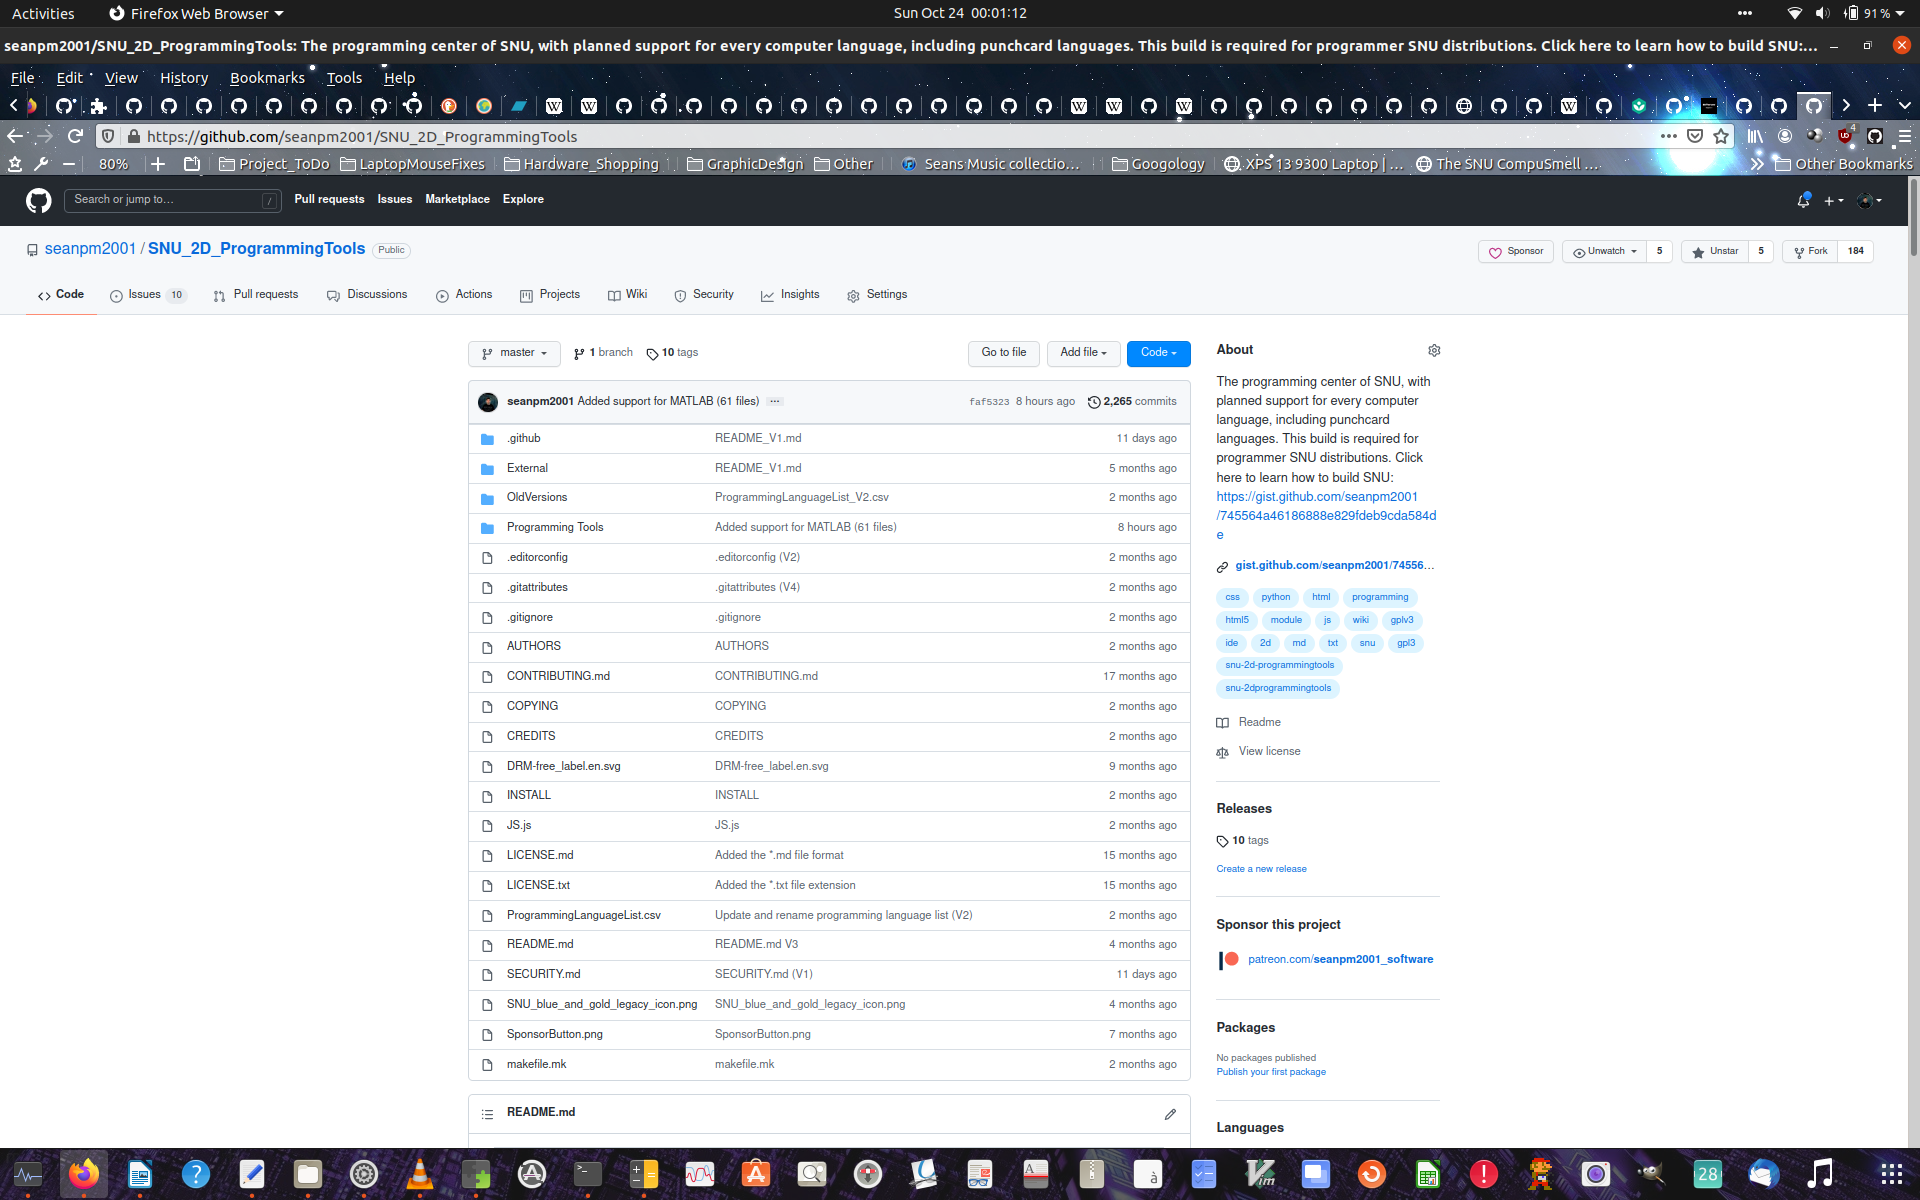 Activities
Firefox Web Browser
Sun Oct 24  00:01:12
91 %
seanpm2001/SNU_2D_ProgrammingTools: The programming center of SNU, with planned support for every computer language, including punchcard languages. This build is required for programmer SNU distributions. Click here to learn how to build SNU:...
File Edit View History Bookmarks Tools Help
https://github.com/seanpm2001/SNU_2D_ProgrammingTools
4
80%
Project_ToDo
LaptopMouseFixes
Hardware_Shopping
GraphicDesign
Other
Seans Music collectio...
Googology
XPS 13 9300 Laptop | ...
The SNU CompuSmell ...
Other Bookmarks
Search or jump to...
/
Pull requests Issues Marketplace Explore
seanpm2001 / SNU_2D_ProgrammingTools
Public
Sponsor
Unwatch 5
Unstar 5
Fork 184
Code
Issues 10
Pull requests
Discussions
Actions
Projects
Wiki
Security
Insights
Settings
master
1 branch
10 tags
Go to file
Add file
Code
seanpm2001 Added support for MATLAB (61 files) ...
faf5323 8 hours ago
2,265 commits
.github README_V1.md 11 days ago
External README_V1.md 5 months ago
OldVersions ProgrammingLanguageList_V2.csv 2 months ago
Programming Tools Added support for MATLAB (61 files) 8 hours ago
.editorconfig .editorconfig (V2) 2 months ago
.gitattributes .gitattributes (V4) 2 months ago
.gitignore .gitignore 2 months ago
AUTHORS AUTHORS 2 months ago
CONTRIBUTING.md CONTRIBUTING.md 17 months ago
COPYING COPYING 2 months ago
CREDITS CREDITS 2 months ago
DRM-free_label.en.svg DRM-free_label.en.svg 9 months ago
INSTALL INSTALL 2 months ago
JS.js JS.js 2 months ago
LICENSE.md Added the *.md file format 15 months ago
LICENSE.txt Added the *.txt file extension 15 months ago
ProgrammingLanguageList.csv Update and rename programming language list (V2) 2 months ago
README.md README.md V3 4 months ago
SECURITY.md SECURITY.md (V1) 11 days ago
SNU_blue_and_gold_legacy_icon.png SNU_blue_and_gold_legacy_icon.png 4 months ago
SponsorButton.png SponsorButton.png 7 months ago
makefile.mk makefile.mk 2 months ago
README.md
About
The programming center of SNU, with
planned support for every computer
language, including punchcard
languages. This build is required for
programmer SNU distributions. Click
here to learn how to build SNU:
https://gist.github.com/seanpm2001
/745564a46186888e829fdeb9cda584d
e
gist.github.com/seanpm2001/74556...
css python html programming
html5 module js wiki gplv3
ide 2d md txt snu gpl3
snu-2d-programmingtools
snu-2dprogrammingtools
Readme
View license
Releases
10 tags
Create a new release
Sponsor this project
patreon.com/seanpm2001_software
Packages
No packages published
Publish your first package
Languages
28